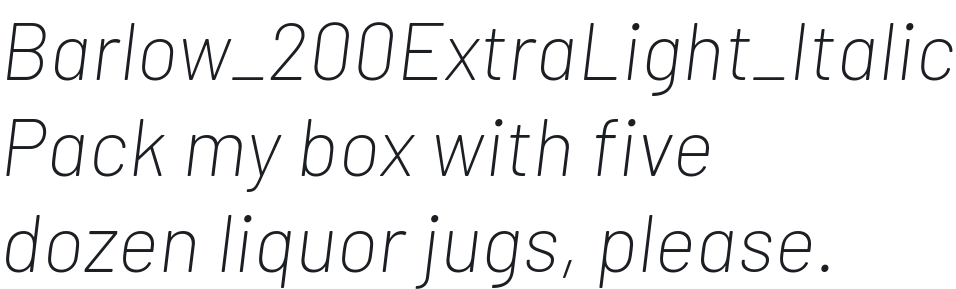 Barlow_200ExtraLight_Italic
Pack my box with five
dozen liquor jugs, please.